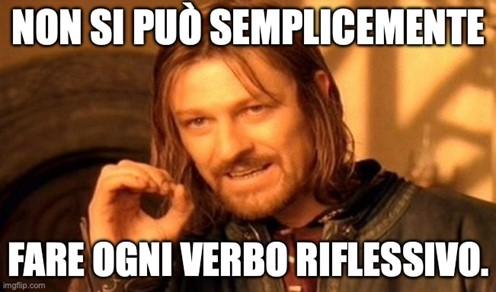 NON SI PUÒ SEMPLICEMENTE
FARE OGNI VERBO RIFLESSIVO.
imgflip.com